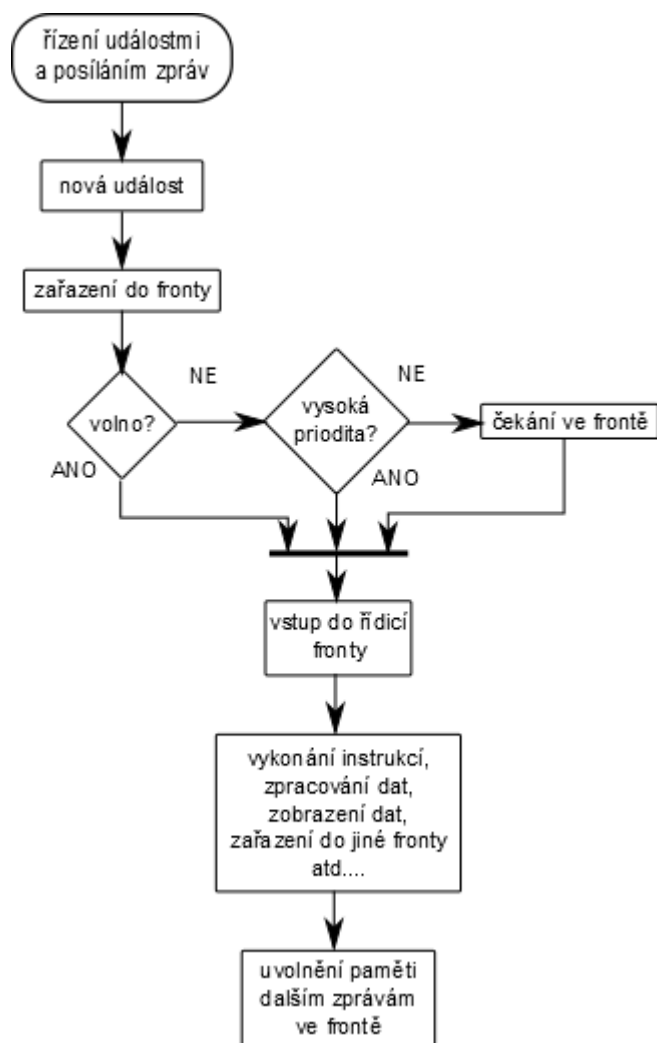 řízení událostmi
a posíláním zpráv
nová událost
zařazení do fronty
volno?
NE
vysoká
priodita?
NE
čekání ve frontě
ANO
ANO
vstup do řídicí
fronty
vykonání instrukcí,
zpracování dat,
zobrazení dat,
zařazení do jiné fronty
atd....
uvolnění paměti
dalším zprávám
ve frontě